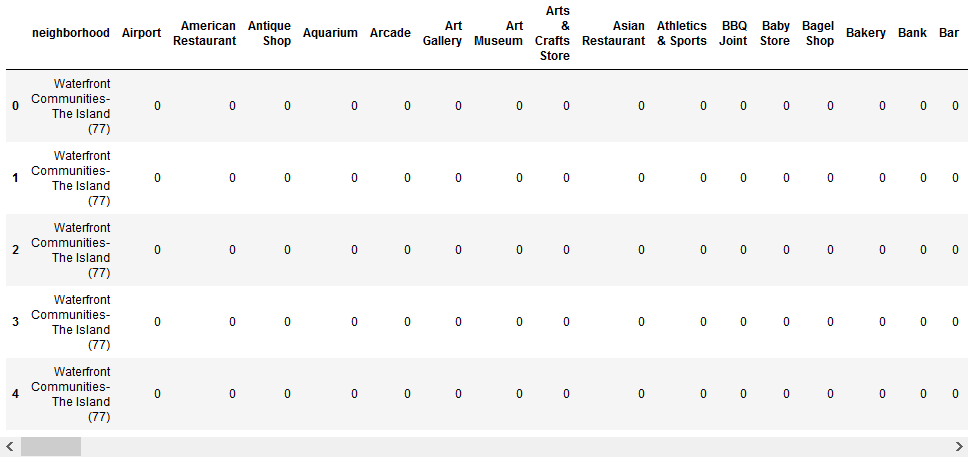 neighborhood Airport American Restaurant Antique Shop Aquarium Arcade Art Gallery Art Museum Arts & Crafts Store Asian Restaurant Athletics & Sports BBQ Joint Baby Store Bagel Shop Bakery Bank Bar
0 Waterfront Communities-The Island (77) 0 0 0 0 0 0 0 0 0 0 0 0 0 0 0 0
1 Waterfront Communities-The Island (77) 0 0 0 0 0 0 0 0 0 0 0 0 0 0 0 0
2 Waterfront Communities-The Island (77) 0 0 0 0 0 0 0 0 0 0 0 0 0 0 0 0
3 Waterfront Communities-The Island (77) 0 0 0 0 0 0 0 0 0 0 0 0 0 0 0 0
4 Waterfront Communities-The Island (77) 0 0 0 0 0 0 0 0 0 0 0 0 0 0 0 0